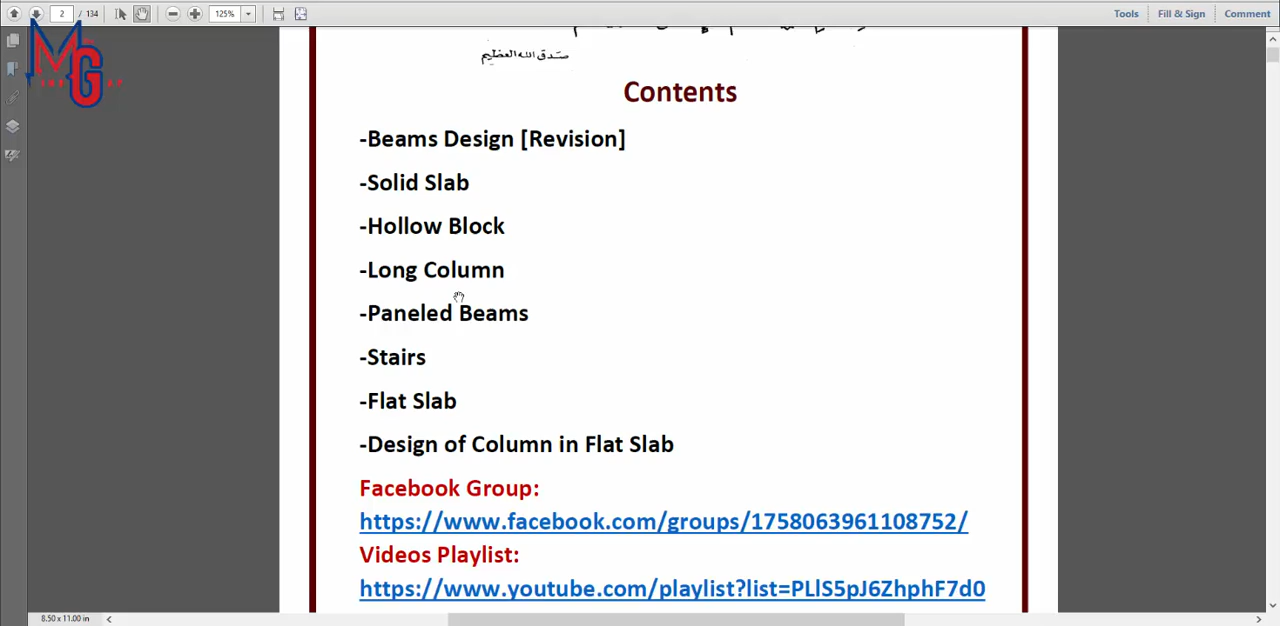 2 / 134
125%
Tools
Fill & Sign
Comment
MG
صدق الله العظيم
Contents
-Beams Design [Revision]
-Solid Slab
-Hollow Block
-Long Column
-Paneled Beams
-Stairs
-Flat Slab
-Design of Column in Flat Slab
Facebook Group:
https://www.facebook.com/groups/1758063961108752/
Videos Playlist:
https://www.youtube.com/playlist?list=PLlS5pJ6ZhphF7d0
8.50 x 11.00 in